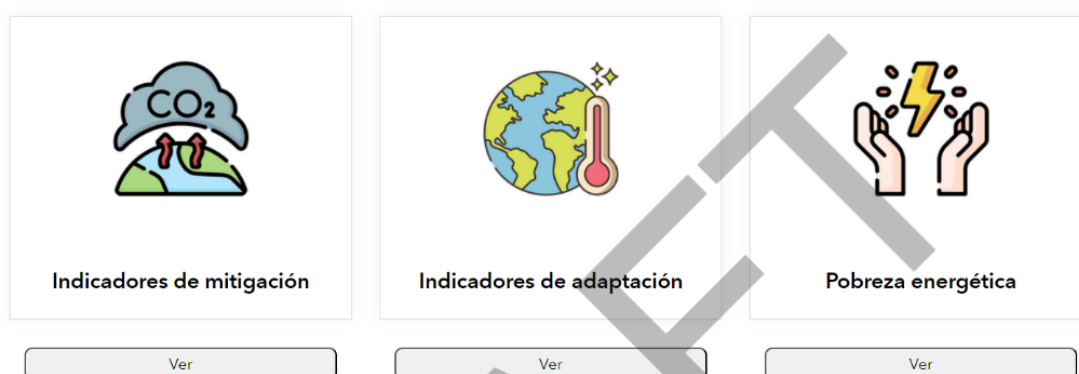 CO₂
Indicadores de mitigación
Indicadores de adaptación
Pobreza energética
Ver
Ver
Ver